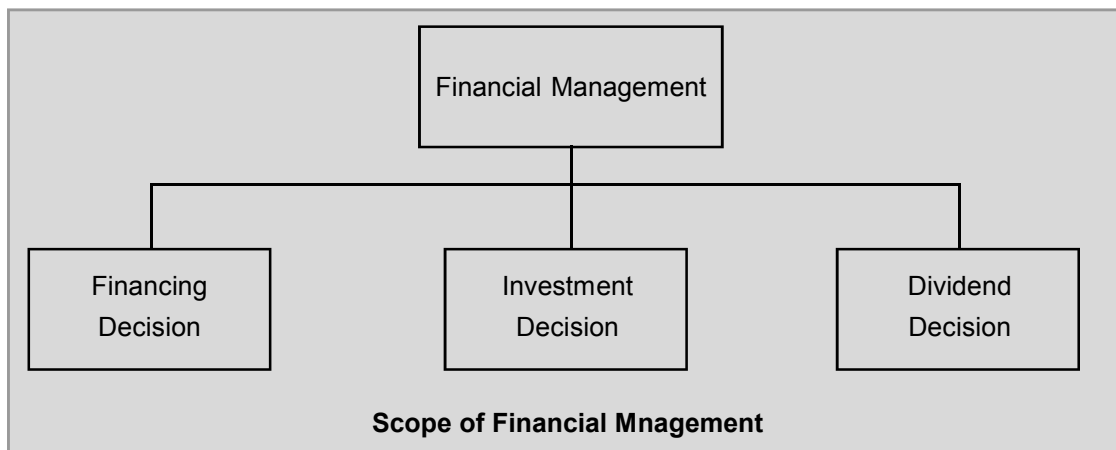 Financial Management
Financing
Decision
Investment
Decision
Dividend
Decision
Scope of Financial Mnagement